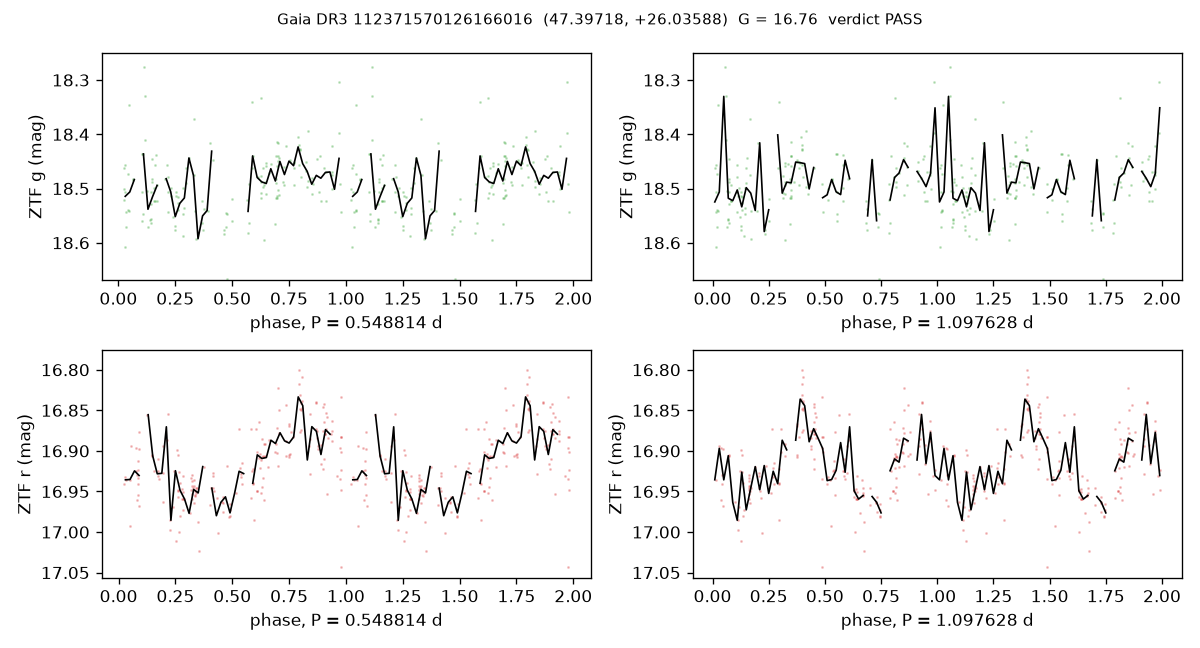 Gaia DR3 112371570126166016 (47.39718, +26.03588) G = 16.76 verdict PASS
ZTF g (mag)
18.3
18.4
18.5
18.6
0.00 0.25 0.50 0.75 1.00 1.25 1.50 1.75 2.00
phase, P = 0.548814 d
ZTF g (mag)
18.3
18.4
18.5
18.6
0.00 0.25 0.50 0.75 1.00 1.25 1.50 1.75 2.00
phase, P = 1.097628 d
ZTF r (mag)
16.80
16.85
16.90
16.95
17.00
17.05
0.00 0.25 0.50 0.75 1.00 1.25 1.50 1.75 2.00
phase, P = 0.548814 d
ZTF r (mag)
16.80
16.85
16.90
16.95
17.00
17.05
0.00 0.25 0.50 0.75 1.00 1.25 1.50 1.75 2.00
phase, P = 1.097628 d